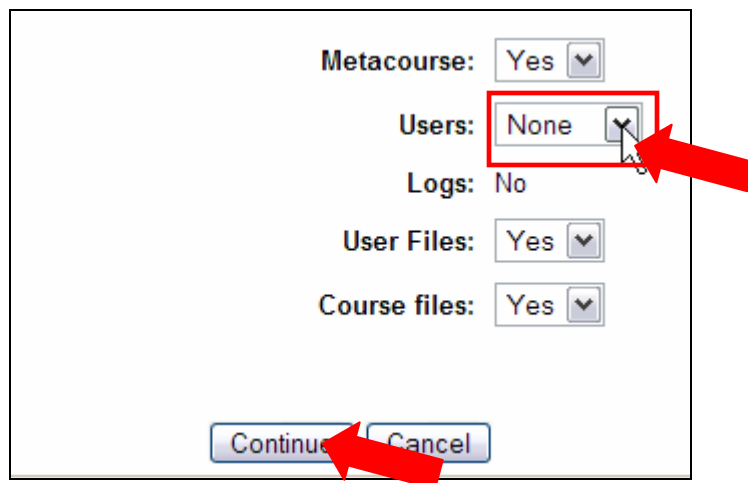 Metacourse: Yes
Users: None
Logs: No
User Files: Yes
Course files: Yes
Continue Cancel